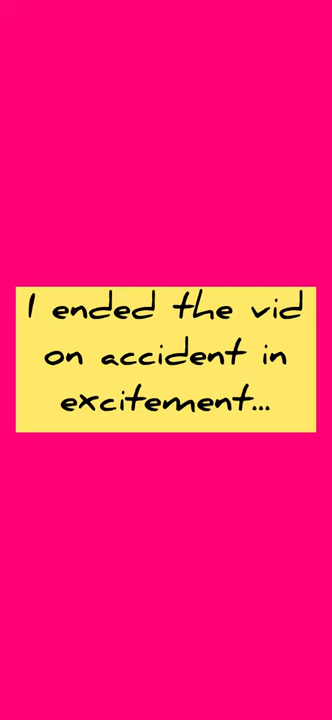 I ended the vid
on accident in
excitement...